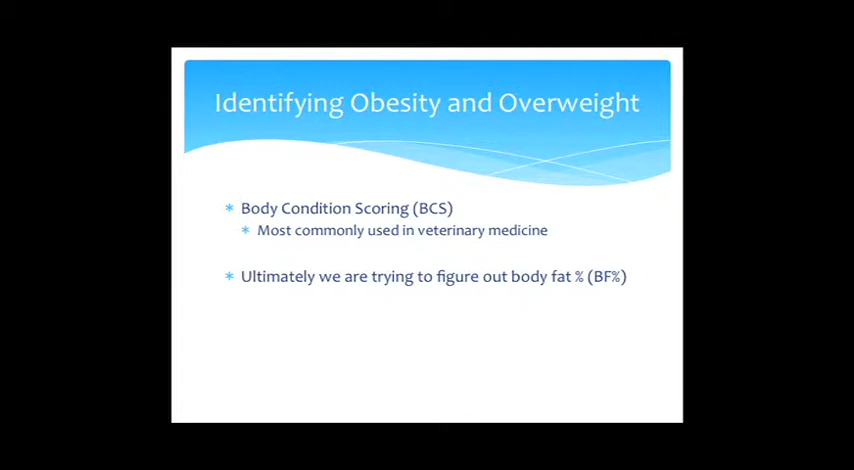 Identifying Obesity and Overweight
* Body Condition Scoring (BCS)
* Most commonly used in veterinary medicine
* Ultimately we are trying to figure out body fat % (BF%)